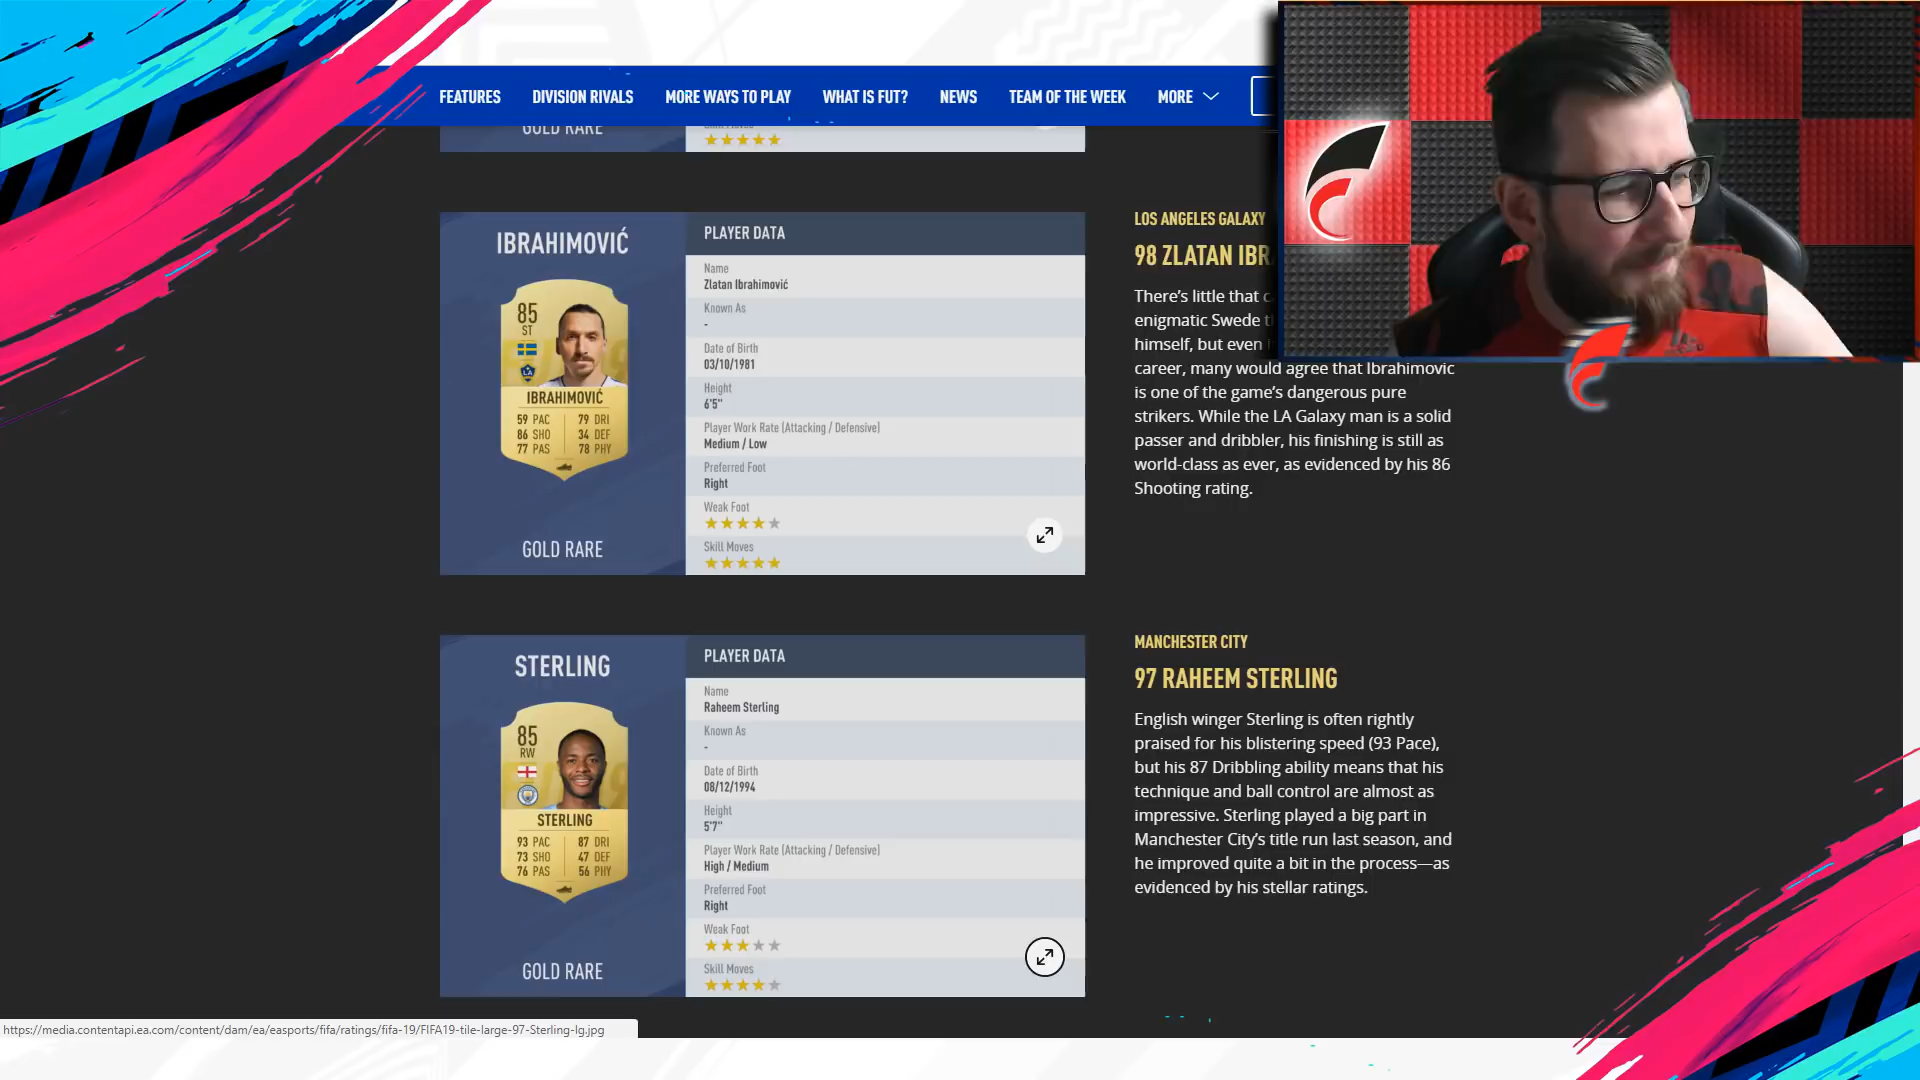 FEATURES DIVISION RIVALS MORE WAYS TO PLAY WHAT IS FUT? NEWS TEAM OF THE WEEK MORE
GOLD RARE
IBRAHIMOVIĆ
85
ST
IBRAHIMOVIĆ
59 PAC 79 DRI
86 SHO 34 DEF
77 PAS 78 PHY
GOLD RARE
PLAYER DATA
Name
Zlatan Ibrahimović
Known As
-
Date of Birth
03/10/1981
Height
6'5"
Player Work Rate (Attacking / Defensive)
Medium / Low
Preferred Foot
Right
Weak Foot
Skill Moves
LOS ANGELES GALAXY
98 ZLATAN IBR
There's little that
enigmatic Swede
himself, but even
career, many would agree that Ibrahimovic
is one of the game's dangerous pure
strikers. While the LA Galaxy man is a solid
passer and dribbler, his finishing is still as
world-class as ever, as evidenced by his 86
Shooting rating.
STERLING
85
RW
STERLING
93 PAC 87 DRI
73 SHO 47 DEF
76 PAS 56 PHY
GOLD RARE
PLAYER DATA
Name
Raheem Sterling
Known As
-
Date of Birth
08/12/1994
Height
5'7"
Player Work Rate (Attacking / Defensive)
High / Medium
Preferred Foot
Right
Weak Foot
Skill Moves
MANCHESTER CITY
97 RAHEEM STERLING
English winger Sterling is often rightly
praised for his blistering speed (93 Pace),
but his 87 Dribbling ability means that his
technique and ball control are almost as
impressive. Sterling played a big part in
Manchester City's title run last season, and
he improved quite a bit in the process—as
evidenced by his stellar ratings.
https://media.contentapi.ea.com/content/dam/ea/easports/fifa/ratings/fifa-19/FIFA19-tile-large-97-Sterling-lg.jpg